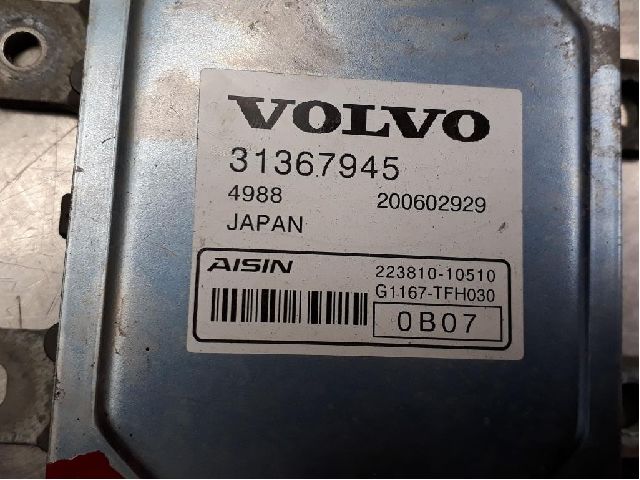 VOLVO
31367945
4988 200602929
JAPAN
AISIN 223810-10510
G1167-TFH030
0B07